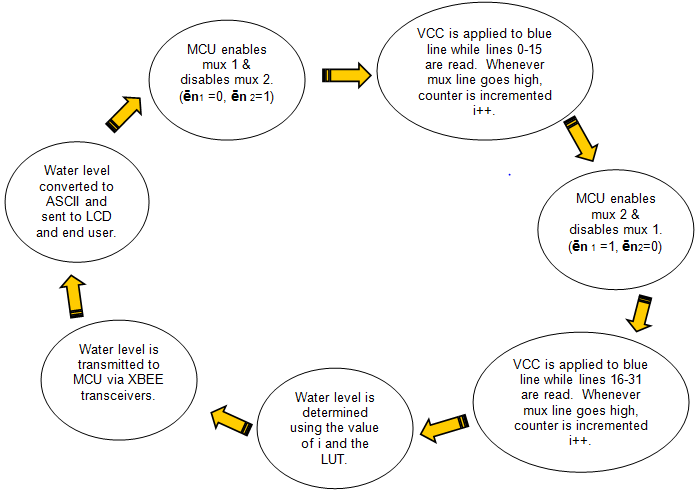 MCU enables
mux 1 &
disables mux 2.
(ēn1 =0, ēn 2=1)
VCC is applied to blue
line while lines 0-15
are read. Whenever
mux line goes high,
counter is incremented
i++.
MCU enables
mux 2 &
disables mux 1.
(ēn 1 =1, ēn2=0)
VCC is applied to blue
line while lines 16-31
are read. Whenever
mux line goes high,
counter is incremented
i++.
Water level is
determined
using the value
of i and the
LUT.
Water level is
transmitted to
MCU via XBEE
transceivers.
Water level
converted to
ASCII and
sent to LCD
and end user.